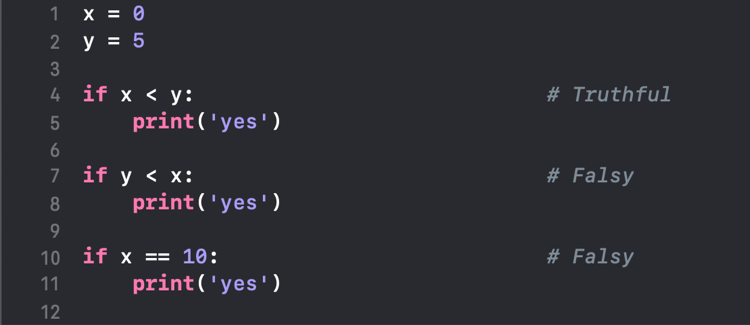 1 x = 0
2 y = 5
3
4 if x < y: # Truthful
5     print('yes')
6
7 if y < x: # Falsy
8     print('yes')
9
10 if x == 10: # Falsy
11     print('yes')
12